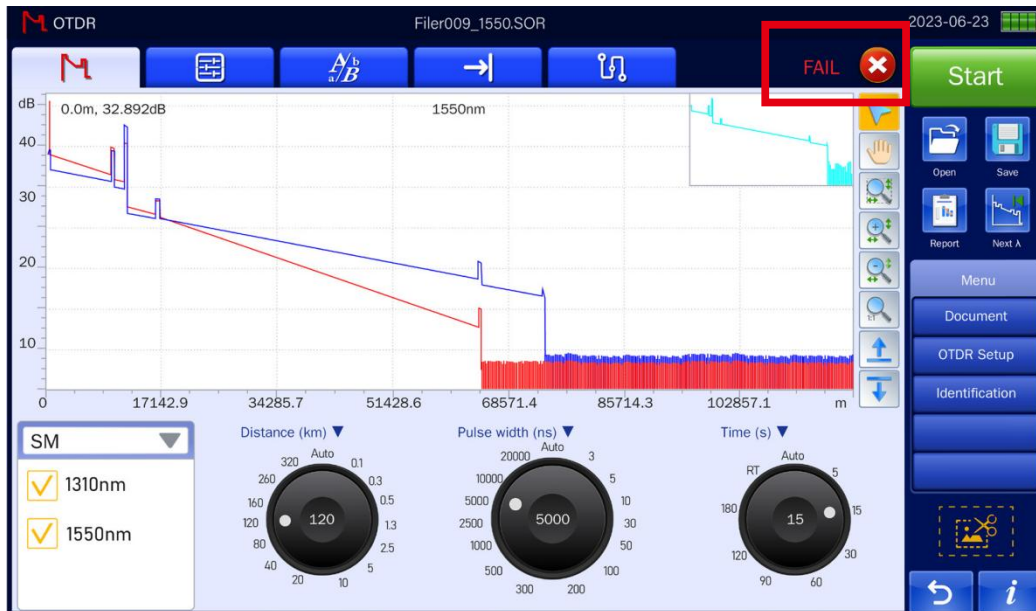 OTDR Filer009_1550.SOR 2023-06-23
A/B a b
FAIL
Start
dB 0.0m, 32.892dB 1550nm
40
30
20
10
0 17142.9 34285.7 51428.6 68571.4 85714.3 102857.1 m
1:1
Open Save
Report Next λ
Menu
Document
OTDR Setup
Identification
SM
1310nm
1550nm
Distance (km)
Auto 0.1 0.3 0.5 1.3 2.5 5 10 20 40 80 120 160 260 320
120
Pulse width (ns)
Auto 3 5 10 30 50 100 200 300 500 1000 2500 5000 10000 20000
5000
Time (s)
Auto 5 15 30 60 90 120 180 RT
15
i